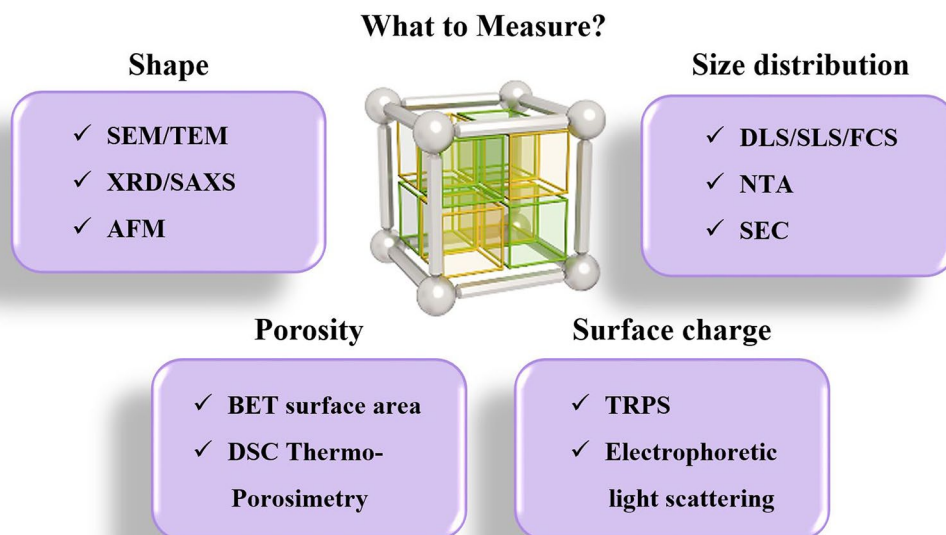 What to Measure?
Shape
✓ SEM/TEM
✓ XRD/SAXS
✓ AFM
Size distribution
✓ DLS/SLS/FCS
✓ NTA
✓ SEC
Porosity
✓ BET surface area
✓ DSC Thermo-
Porosimetry
Surface charge
✓ TRPS
✓ Electrophoretic
light scattering